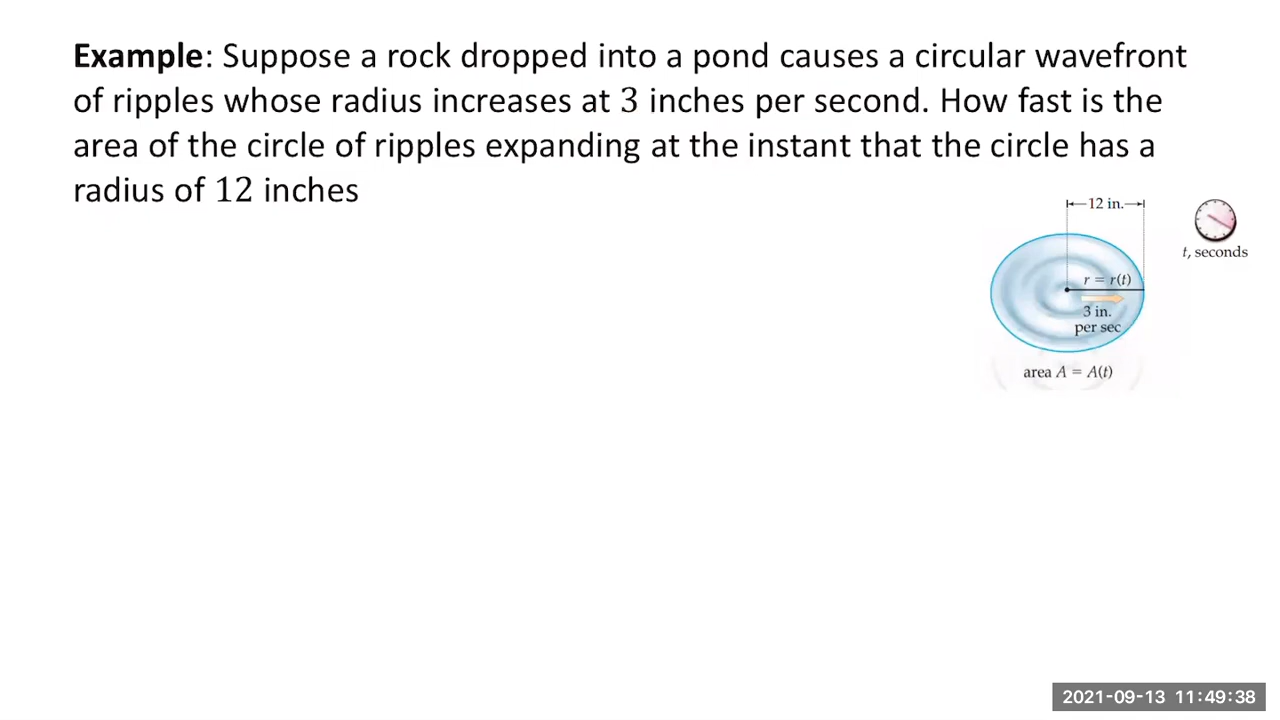 Example: Suppose a rock dropped into a pond causes a circular wavefront
of ripples whose radius increases at 3 inches per second. How fast is the
area of the circle of ripples expanding at the instant that the circle has a
radius of 12 inches
12 in.
t, seconds
r = r(t)
3 in.
per sec
area A = A(t)
2021-09-13 11:49:38